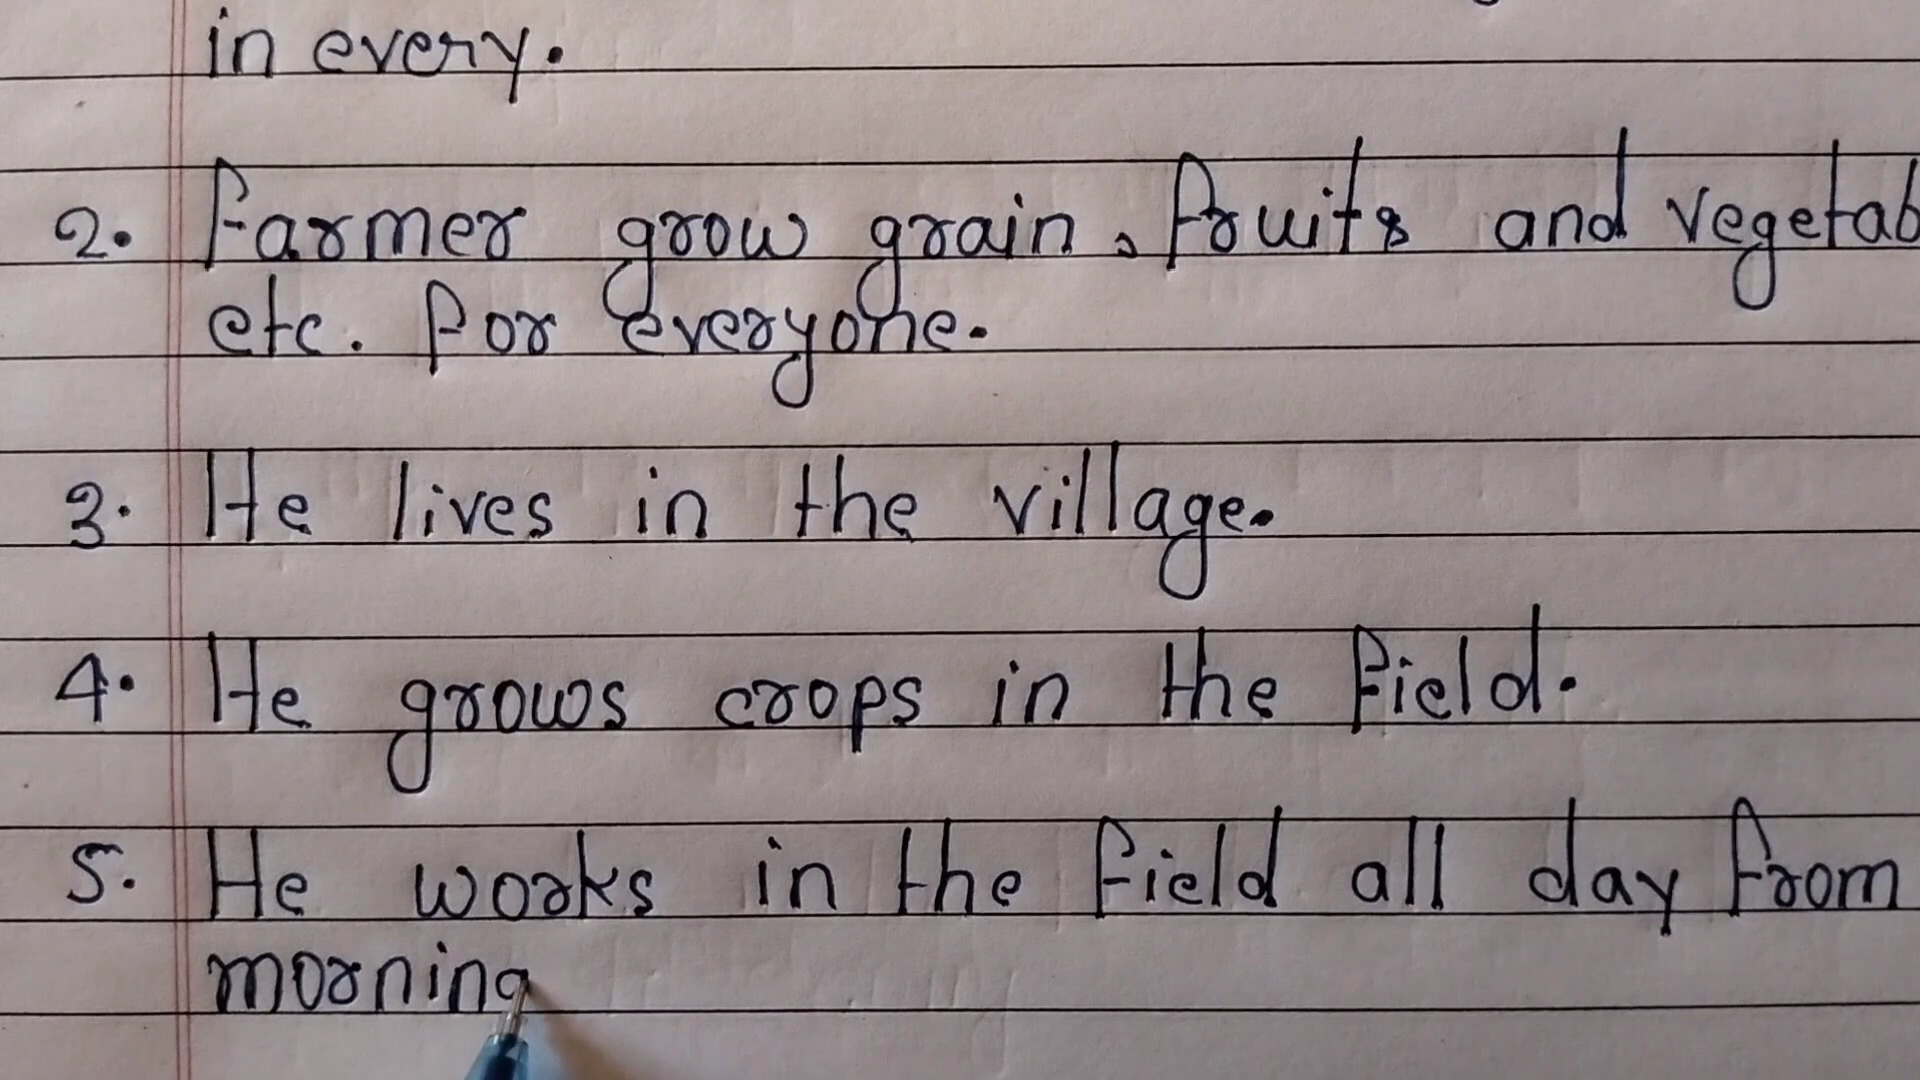 in every.
2. Farmer grow grain, fruits and vegetab
etc. for everyone.
3. He lives in the village.
4. He grows crops in the field.
5. He works in the field all day from
morning